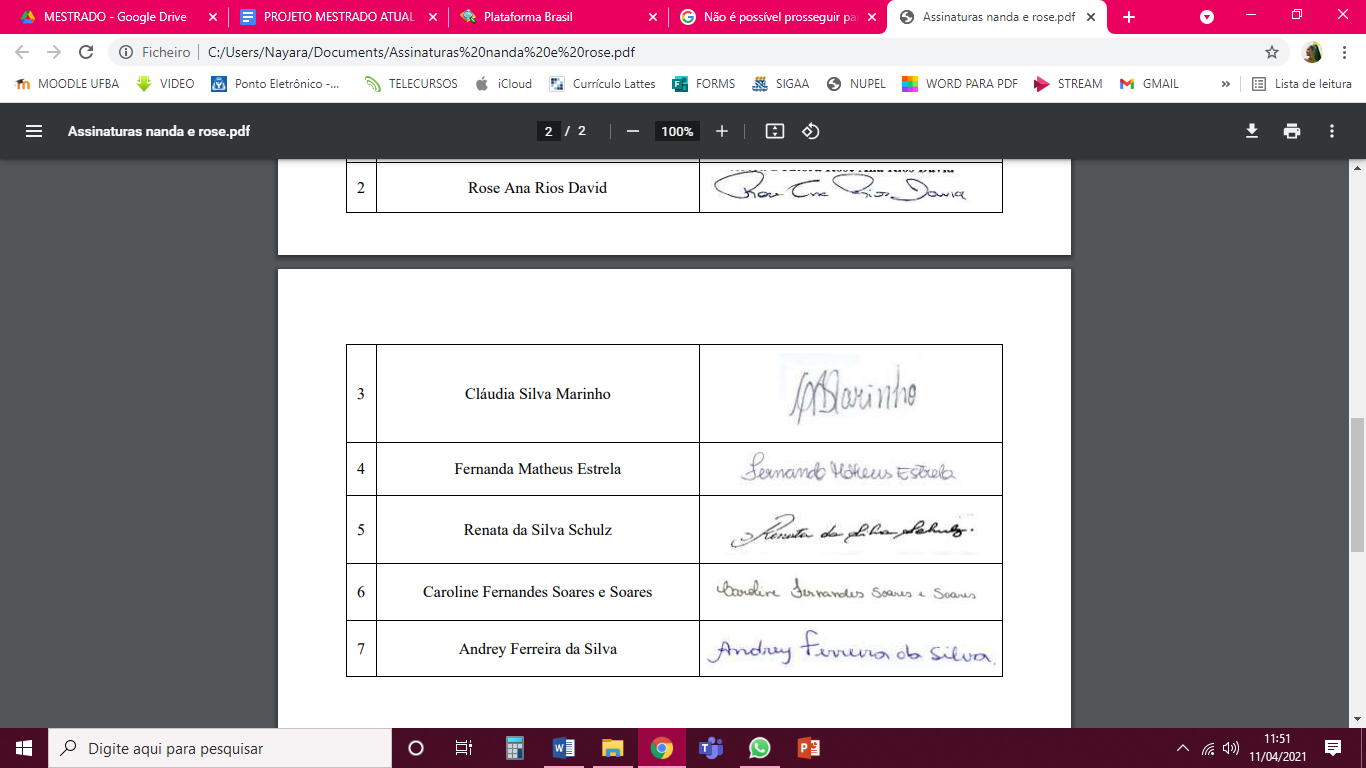 MESTRADO - Google Drive
PROJETO MESTRADO ATUAL
Plataforma Brasil
Não é possível prosseguir pa
Assinaturas nanda e rose.pdf
Ficheiro C:/Users/Nayara/Documents/Assinaturas%20nanda%20e%20rose.pdf
MOODLE UFBA VIDEO Ponto Eletrônico -... TELECURSOS iCloud Currículo Lattes FORMS SIGAA NUPEL WORD PARA PDF STREAM GMAIL » Lista de leitura
Assinaturas nanda e rose.pdf 2 / 2 100%
2 Rose Ana Rios David Rose Ana Rios David
3 Cláudia Silva Marinho Marinho
4 Fernanda Matheus Estrela Fernanda Matheus Estrela
5 Renata da Silva Schulz Renata da Silva Schulz.
6 Caroline Fernandes Soares e Soares Caroline Fernandes Soares e Soares
7 Andrey Ferreira da Silva Andrey Ferreira da Silva.
Digite aqui para pesquisar
11:51
11/04/2021